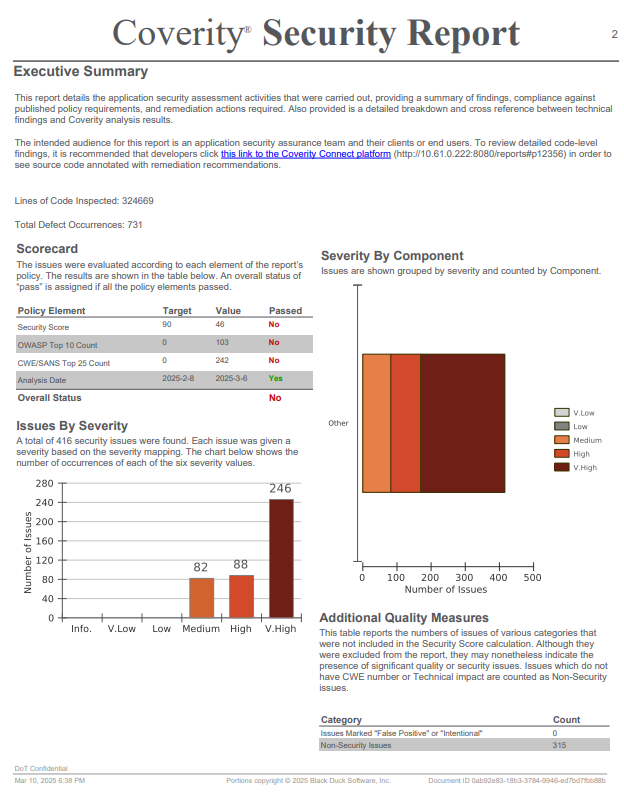 Coverity® Security Report
2
Executive Summary
This report details the application security assessment activities that were carried out, providing a summary of findings, compliance against
published policy requirements, and remediation actions required. Also provided is a detailed breakdown and cross reference between technical
findings and Coverity analysis results.
The intended audience for this report is an application security assurance team and their clients or end users. To review detailed code-level
findings, it is recommended that developers click this link to the Coverity Connect platform (http://10.61.0.222:8080/reports#p12356) in order to
see source code annotated with remediation recommendations.
Lines of Code Inspected: 324669
Total Defect Occurrences: 731
Scorecard
The issues were evaluated according to each element of the report's
policy. The results are shown in the table below. An overall status of
"pass" is assigned if all the policy elements passed.
Policy Element Target Value Passed
Security Score 90 46 No
OWASP Top 10 Count 0 103 No
CWE/SANS Top 25 Count 0 242 No
Analysis Date 2025-2-8 2025-3-6 Yes
Overall Status No
Issues By Severity
A total of 416 security issues were found. Each issue was given a
severity based on the severity mapping. The chart below shows the
number of occurrences of each of the six severity values.
280
240
200
160
120
80
40
0
Number of Issues
82
88
246
Info. V.Low Low Medium High V.High
Severity By Component
Issues are shown grouped by severity and counted by Component.
Other
V.Low
Low
Medium
High
V.High
0 100 200 300 400 500
Number of Issues
Additional Quality Measures
This table reports the numbers of issues of various categories that
were not included in the Security Score calculation. Although they
were excluded from the report, they may nonetheless indicate the
presence of significant quality or security issues. Issues which do not
have CWE number or Technical impact are counted as Non-Security
issues.
Category Count
Issues Marked "False Positive" or "Intentional" 0
Non-Security Issues 315
DoT Confidential
Mar 10, 2025 6:38 PM
Portions copyright © 2025 Black Duck Software, Inc.
Document ID 0ab92e83-18b3-3784-9946-ed7bd7fbb88b